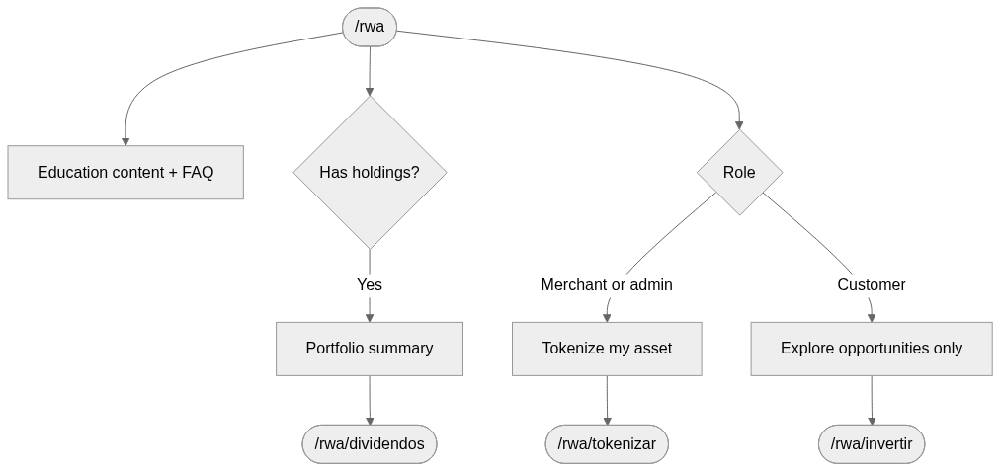 /rwa
Education content + FAQ
Has holdings?
Role
Yes
Merchant or admin
Customer
Portfolio summary
Tokenize my asset
Explore opportunities only
/rwa/dividendos
/rwa/tokenizar
/rwa/invertir